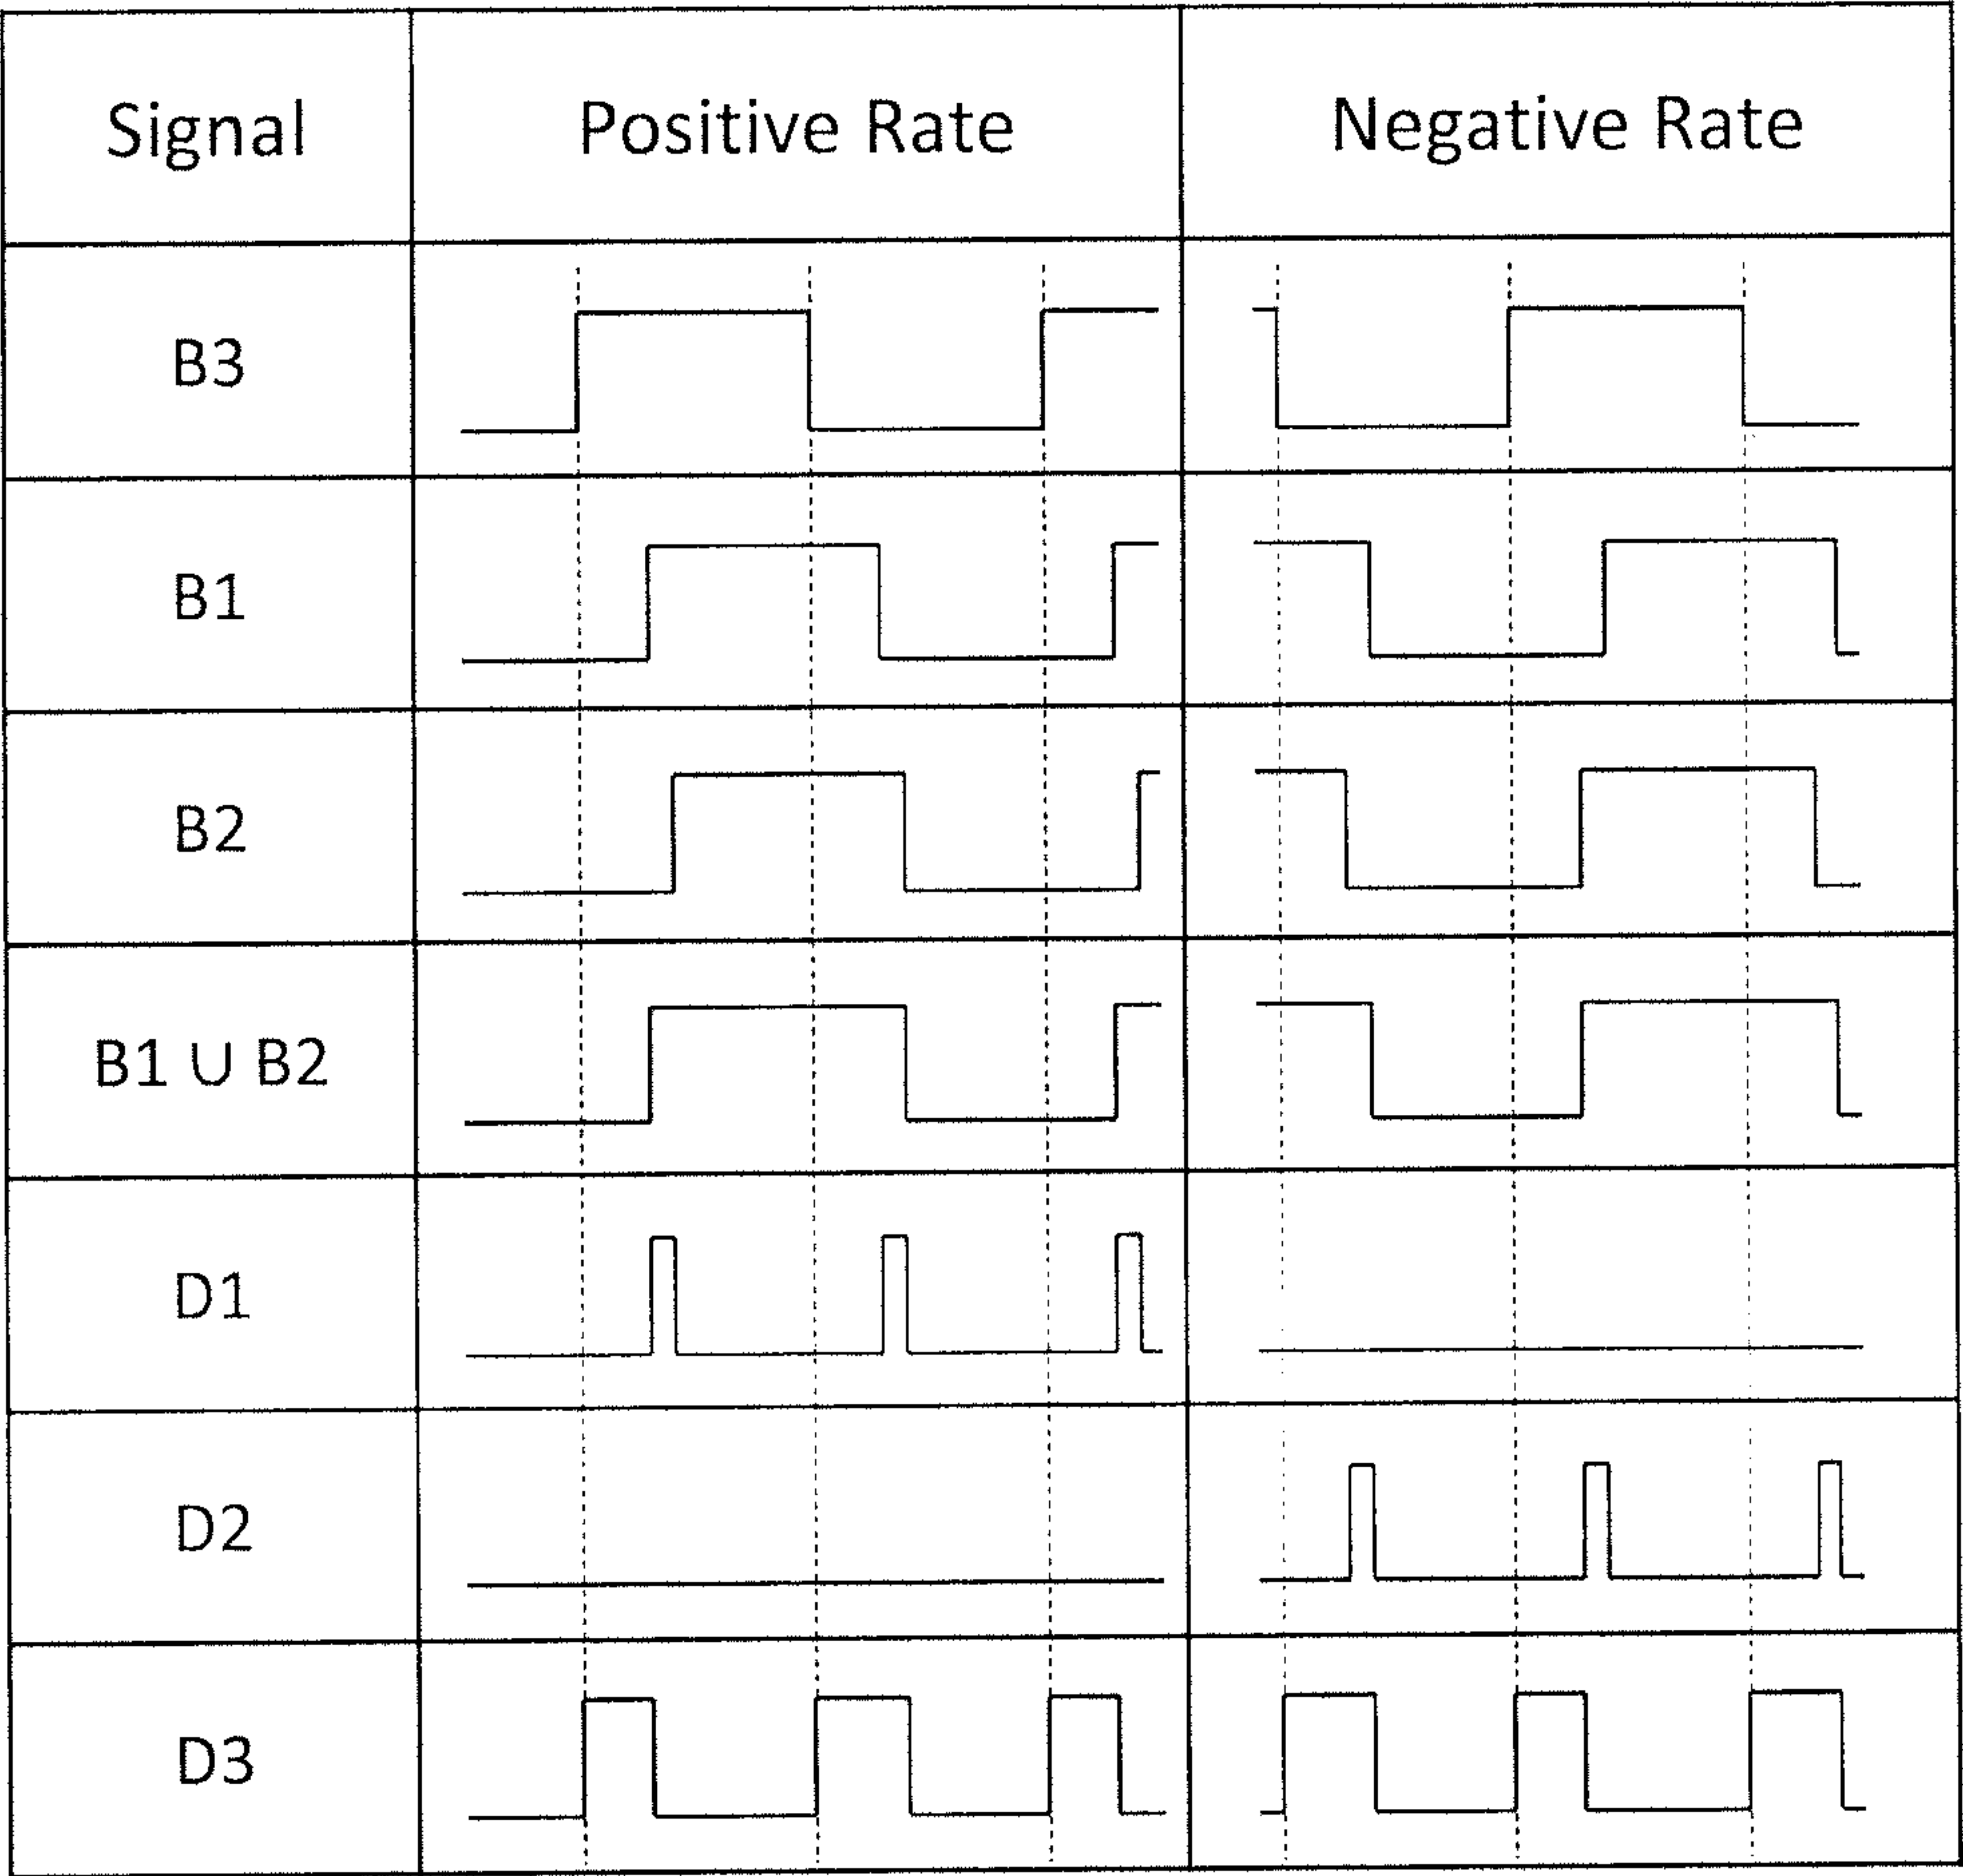 Signal Positive Rate Negative Rate
B3
B1
B2
B1 ∪ B2
D1
D2
D3